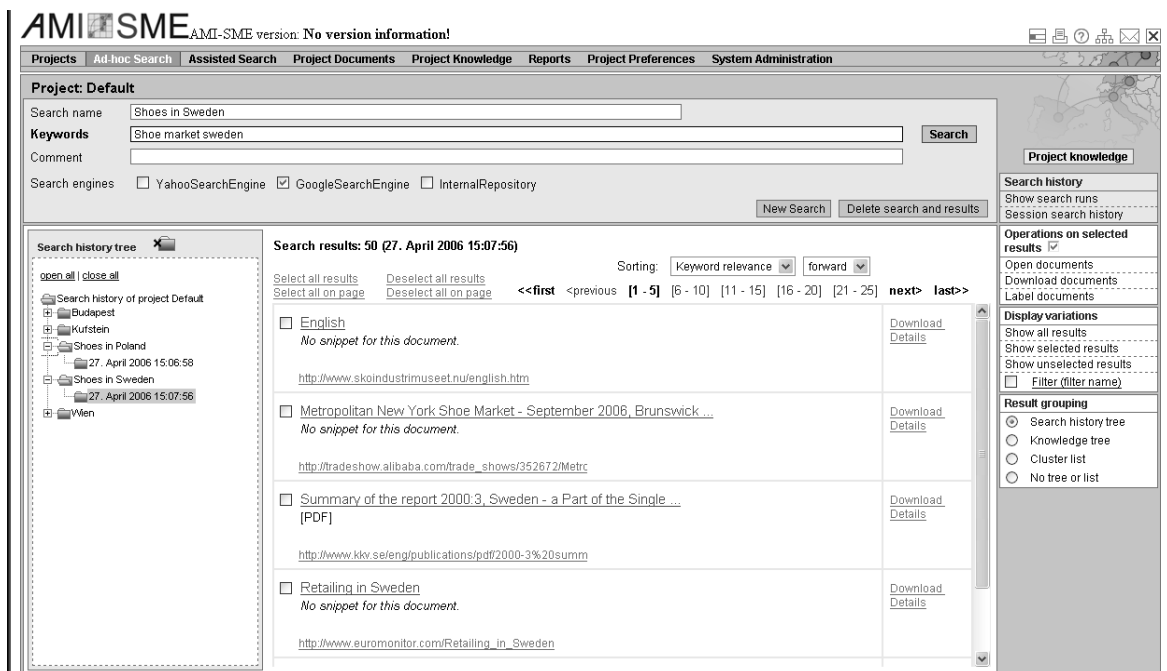 AMI SME AMI-SME version: No version information!
Projects Ad-hoc Search Assisted Search Project Documents Project Knowledge Reports Project Preferences System Administration
Project: Default
Search name Shoes in Sweden
Keywords Shoe market sweden Search
Comment
Search engines YahooSearchEngine GoogleSearchEngine InternalRepository
New Search Delete search and results
Search history tree
open all | close all
Search history of project Default
Budapest
Kufstein
Shoes in Poland
27. April 2006 15:06:58
Shoes in Sweden
27. April 2006 15:07:56
Wien
Search results: 50 (27. April 2006 15:07:56)
Sorting: Keyword relevance forward
Select all results Deselect all results
Select all on page Deselect all on page <<first <previous [1 - 5] [6 - 10] [11 - 15] [16 - 20] [21 - 25] next> last>>
English Download
No snippet for this document. Details
http://www.skoindustrimuseet.nu/english.htm
Metropolitan New York Shoe Market - September 2006, Brunswick ... Download
No snippet for this document. Details
http://tradeshow.alibaba.com/trade_shows/352672/Metrc
Summary of the report 2000:3, Sweden - a Part of the Single ... Download
[PDF] Details
http://www.kkv.se/eng/publications/pdf/2000-3%20summ
Retailing in Sweden Download
No snippet for this document. Details
http://www.euromonitor.com/Retailing_in_Sweden
Project knowledge
Search history
Show search runs
Session search history
Operations on selected
results
Open documents
Download documents
Label documents
Display variations
Show all results
Show selected results
Show unselected results
Filter (filter name)
Result grouping
Search history tree
Knowledge tree
Cluster list
No tree or list